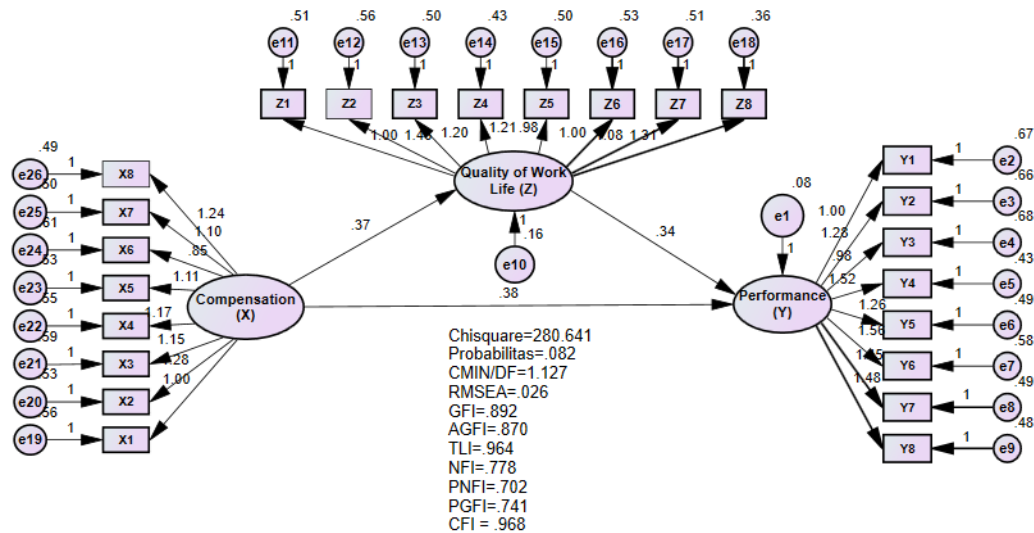 .51 .56 .50 .43 .50 .53 .51 .36
e11 e12 e13 e14 e15 e16 e17 e18
1 1 1 1 1 1 1 1
Z1 Z2 Z3 Z4 Z5 Z6 Z7 Z8
1.00 1.20 1.21 .98 1.00 1.08 1.31
Quality of Work
Life (Z)
1
.16
e10
.37
.34
.38
.49
e26 1 X8
e25 1 X7
e24 1 X6
.53
e23 1 X5
.55
e22 1 X4
.59
e21 1 X3
.53
e20 1 X2
.56
e19 1 X1
1.24
1.10
.85
1.11
1.17
1.15
1.00
Compensation
(X)
.08
e1
1
Performance
(Y)
1.00
1.28
.98
1.52
1.26
1.56
1.48
.67
Y1 1 e2
.66
Y2 1 e3
.68
Y3 1 e4
.43
Y4 1 e5
.49
Y5 1 e6
.58
Y6 1 e7
.49
Y7 1 e8
.48
Y8 1 e9
Chisquare=280.641
Probabilitas=.082
CMIN/DF=1.127
RMSEA=.026
GFI=.892
AGFI=.870
TLI=.964
NFI=.778
PNFI=.702
PGFI=.741
CFI = .968